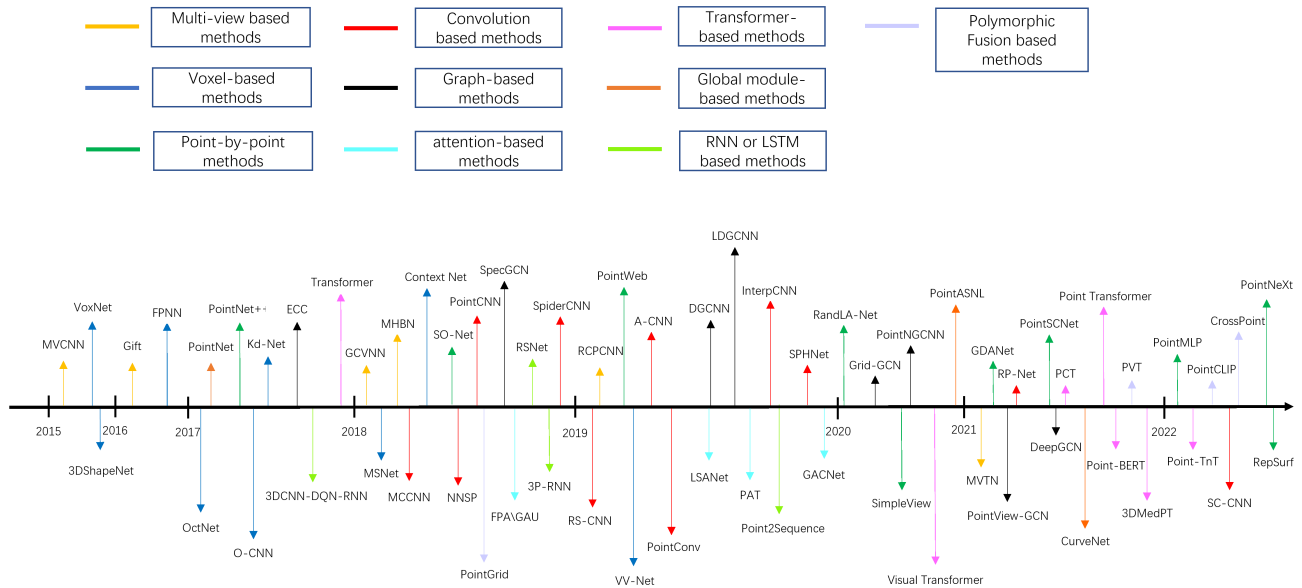 Multi-view based
methods
Convolution
based methods
Transformer-
based methods
Polymorphic
Fusion based
methods
Voxel-based
methods
Graph-based
methods
Global module-
based methods
Point-by-point
methods
attention-based
methods
RNN or LSTM
based methods
LDGCNN
SpecGCN
Context Net
Transformer
PointWeb
InterpCNN
PointNeXt
VoxNet
FPNN
PointNet++
ECC
MHBN
PointCNN
SpiderCNN
A-CNN
DGCNN
RandLA-Net
PointASNL
Point Transformer
CrossPoint
MVCNN
Gift
PointNet
Kd-Net
GCVNN
SO-Net
RSNet
RCPCNN
SPHNet
Grid-GCN
PointNGCNN
GDANet
PointSCNet
RP-Net
PCT
PVT
PointMLP
PointCLIP
2015
2016
2017
2018
2019
2020
2021
2022
3DShapeNet
MSNet
DeepGCN
RepSurf
OctNet
3DCNN-DQN-RNN
MCCNN
NNSP
3P-RNN
LSANet
PAT
GACNet
MVTN
Point-BERT
Point-TnT
O-CNN
FPA\GAU
RS-CNN
Point2Sequence
SimpleView
PointView-GCN
3DMedPT
SC-CNN
PointGrid
PointConv
VV-Net
Visual Transformer
CurveNet